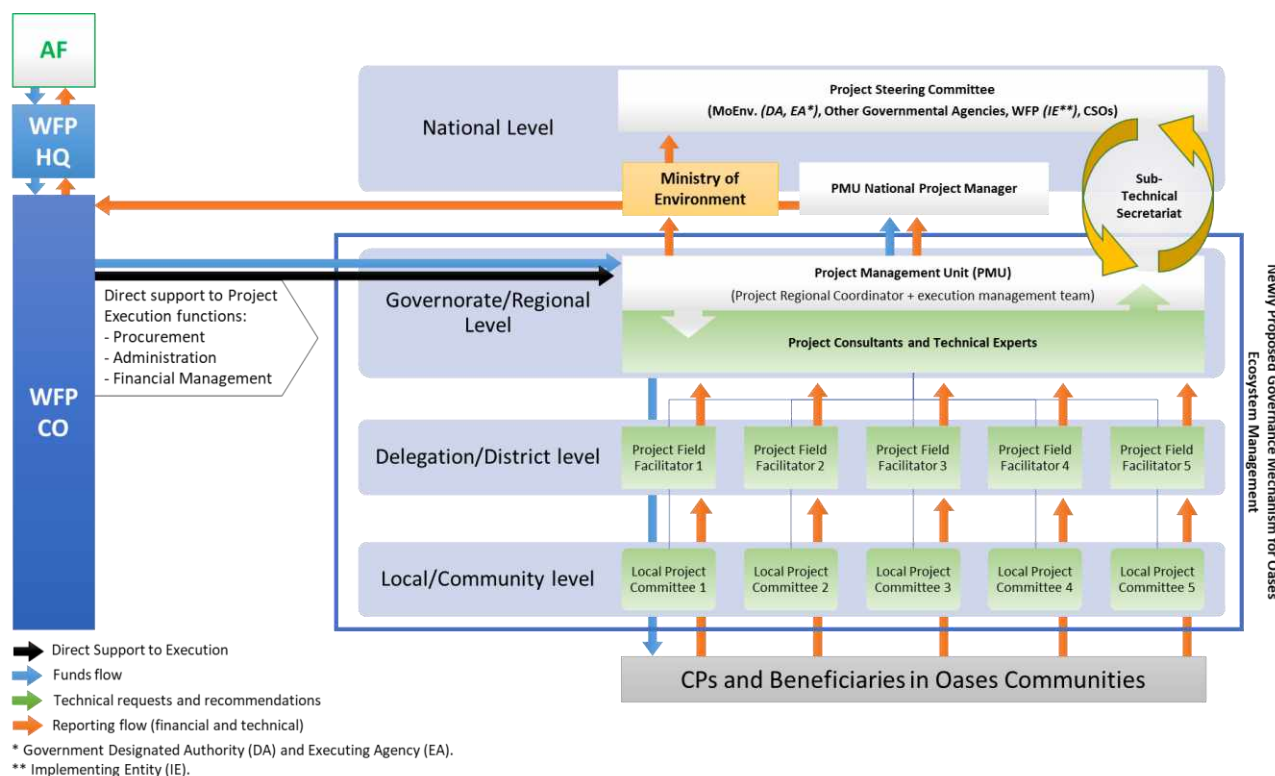 AF
WFP
HQ
WFP
CO
National Level
Project Steering Committee
(MoEnv. (DA, EA*), Other Governmental Agencies, WFP (IE**), CSOs)
Ministry of
Environment
PMU National Project Manager
Sub-
Technical
Secretariat
Direct support to Project
Execution functions:
- Procurement
- Administration
- Financial Management
Governorate/Regional
Level
Project Management Unit (PMU)
(Project Regional Coordinator + execution management team)
Project Consultants and Technical Experts
Delegation/District level
Project Field
Facilitator 1
Project Field
Facilitator 2
Project Field
Facilitator 3
Project Field
Facilitator 4
Project Field
Facilitator 5
Local/Community level
Local Project
Committee 1
Local Project
Committee 2
Local Project
Committee 3
Local Project
Committee 4
Local Project
Committee 5
CPs and Beneficiaries in Oases Communities
Newly Proposed Governance Mechanism for Oases
Ecosystem Management
Direct Support to Execution
Funds flow
Technical requests and recommendations
Reporting flow (financial and technical)
* Government Designated Authority (DA) and Executing Agency (EA).
** Implementing Entity (IE).